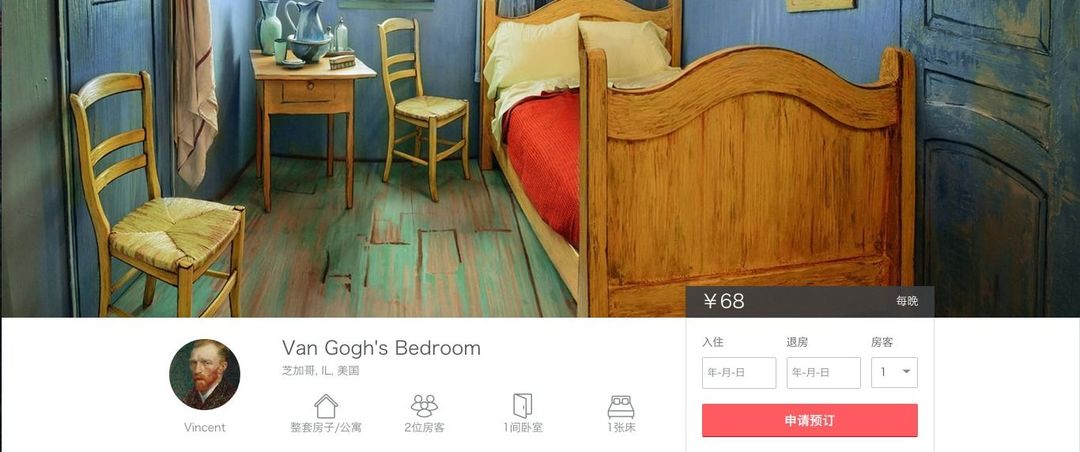 ￥68 每晚
Van Gogh's Bedroom
芝加哥, IL, 美国
Vincent
整套房子/公寓
2位房客
1间卧室
1张床
入住 退房 房客
年-月-日 年-月-日 1
申请预订